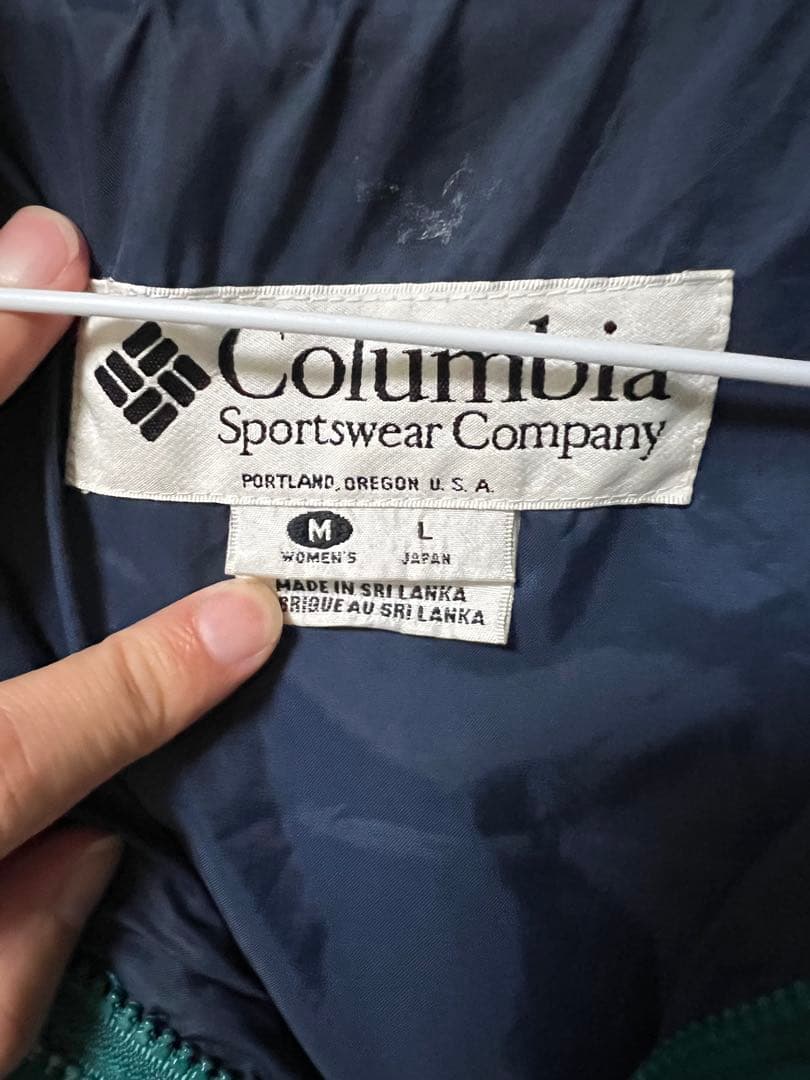 Columbia
Sportswear Company
PORTLAND, OREGON U. S. A.
M L
WOMEN'S JAPAN
MADE IN SRI LANKA
BRIQUE AU SRI LANKA